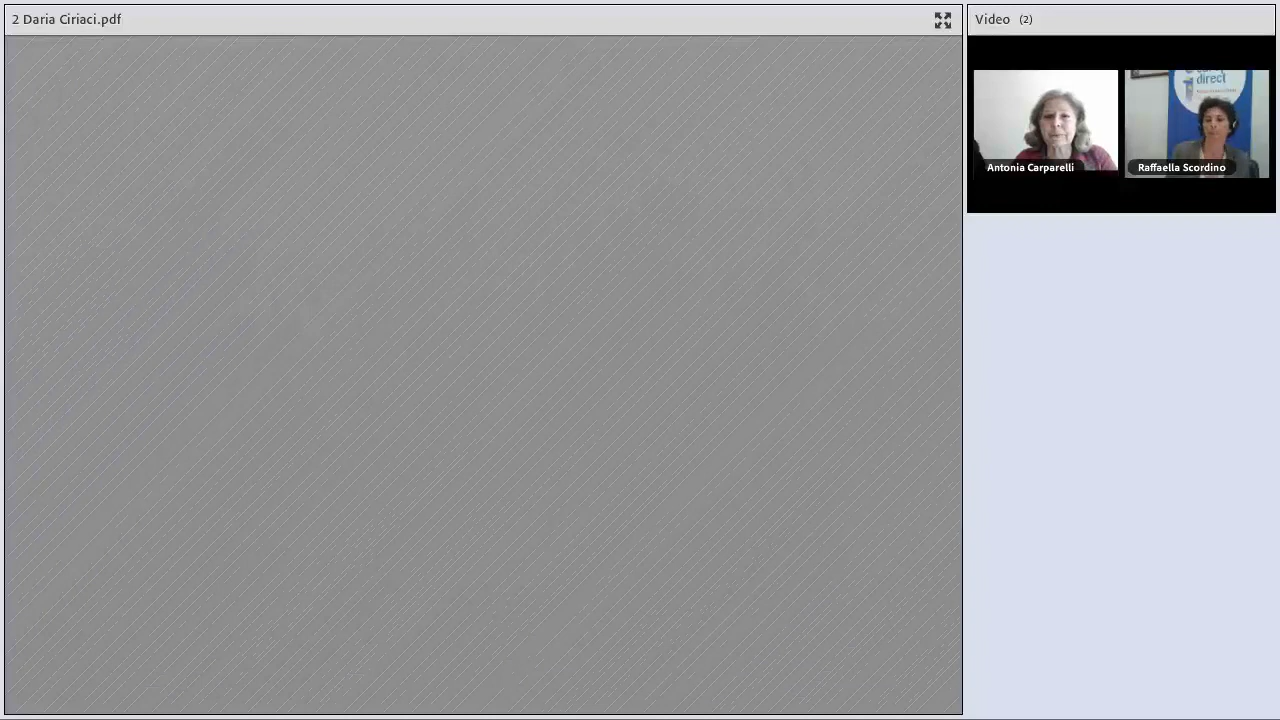 2 Daria Ciriaci.pdf
Video (2)
direct
Antonia Carparelli
Raffaella Scordino